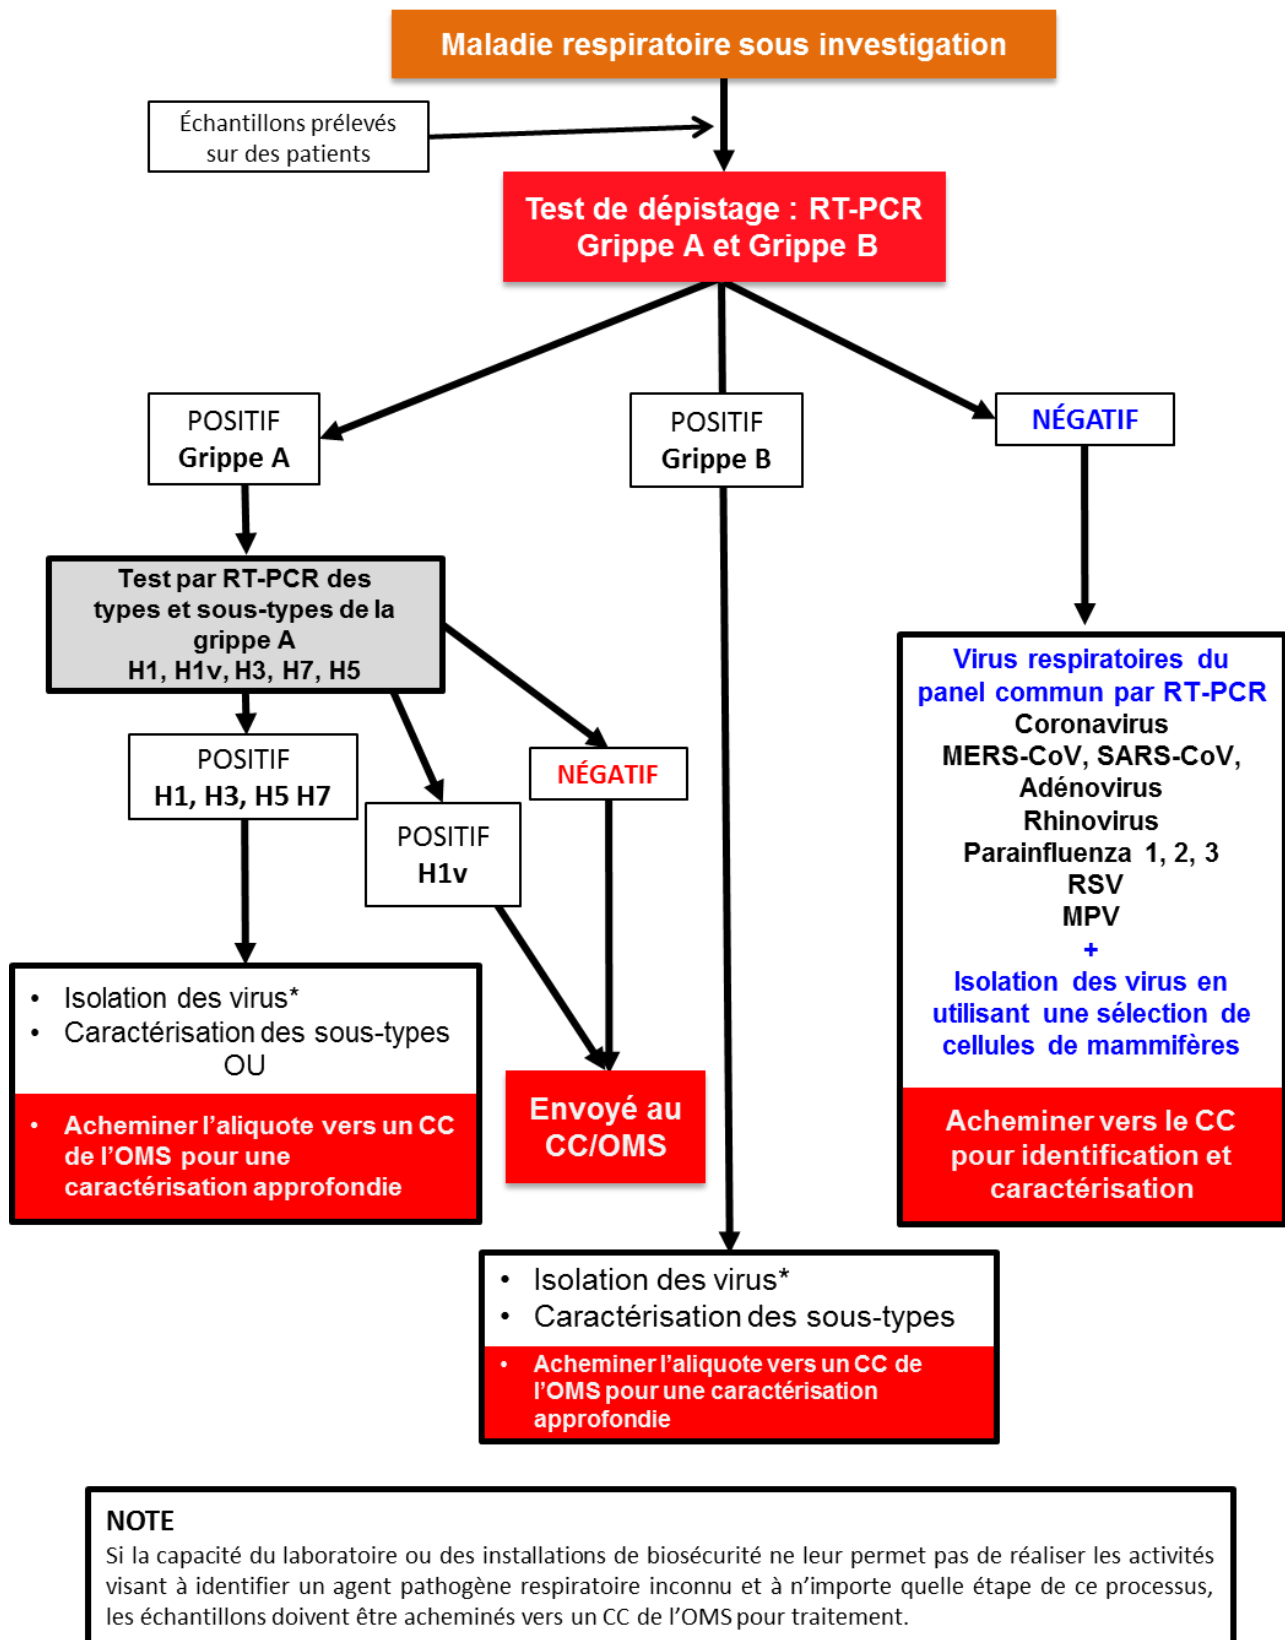 Maladie respiratoire sous investigation
Échantillons prélevés
sur des patients
Test de dépistage : RT-PCR
Grippe A et Grippe B
POSITIF
Grippe A
POSITIF
Grippe B
NÉGATIF
Test par RT-PCR des
types et sous-types de la
grippe A
H1, H1v, H3, H7, H5
POSITIF
H1, H3, H5 H7
POSITIF
H1v
NÉGATIF
Virus respiratoires du
panel commun par RT-PCR
Coronavirus
MERS-CoV, SARS-CoV,
Adénovirus
Rhinovirus
Parainfluenza 1, 2, 3
RSV
MPV
+
Isolation des virus en
utilisant une sélection de
cellules de mammifères
Acheminer vers le CC
pour identification et
caractérisation
• Isolation des virus*
• Caractérisation des sous-types
OU
• Acheminer l'aliquote vers un CC
de l'OMS pour une
caractérisation approfondie
Envoyé au
CC/OMS
• Isolation des virus*
• Caractérisation des sous-types
• Acheminer l'aliquote vers un CC de
l'OMS pour une caractérisation
approfondie
NOTE
Si la capacité du laboratoire ou des installations de biosécurité ne leur permet pas de réaliser les activités
visant à identifier un agent pathogène respiratoire inconnu et à n'importe quelle étape de ce processus,
les échantillons doivent être acheminés vers un CC de l'OMS pour traitement.